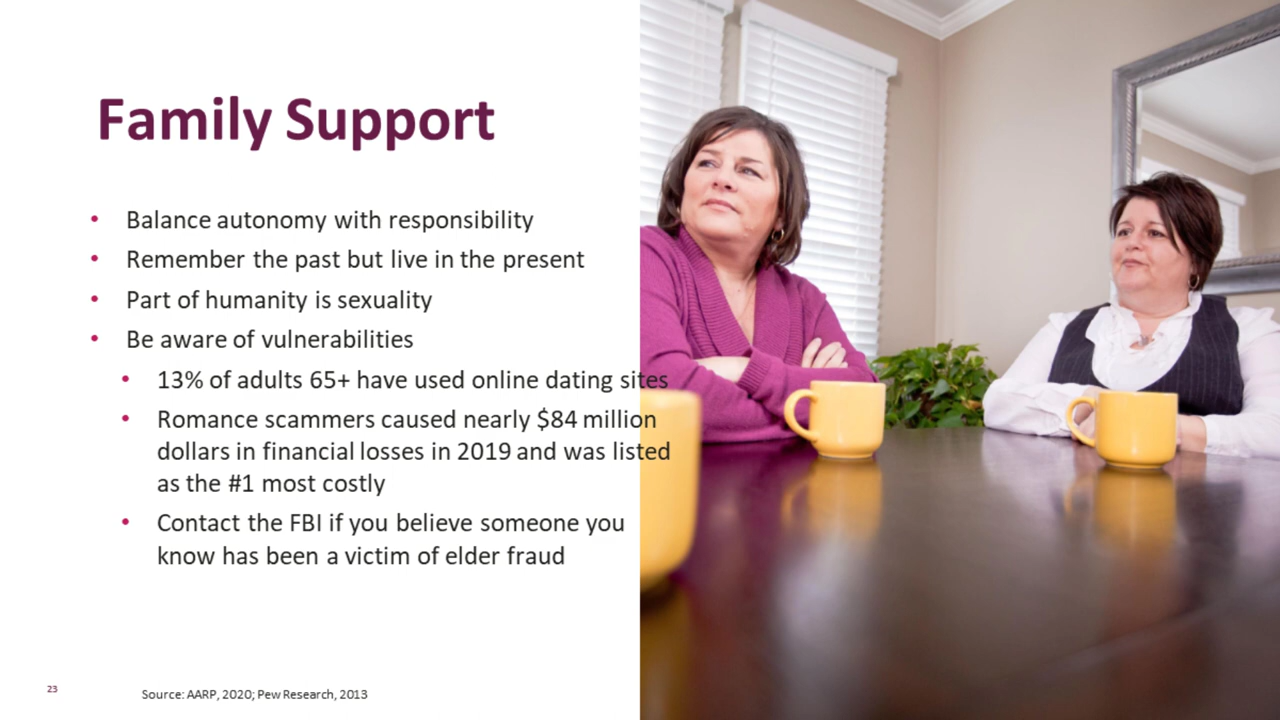 Family Support
• Balance autonomy with responsibility
• Remember the past but live in the present
• Part of humanity is sexuality
• Be aware of vulnerabilities
• 13% of adults 65+ have used online dating sites
• Romance scammers caused nearly $84 million
dollars in financial losses in 2019 and was listed
as the #1 most costly
• Contact the FBI if you believe someone you
know has been a victim of elder fraud
23
Source: AARP, 2020; Pew Research, 2013